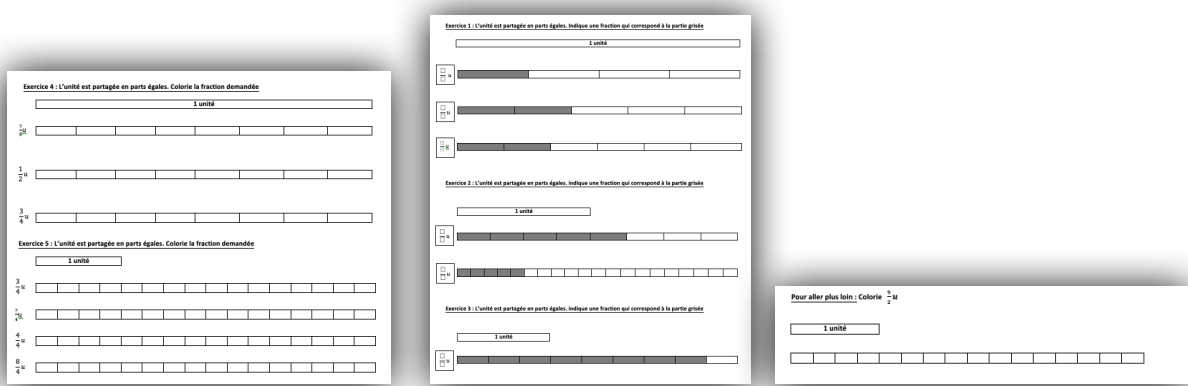 Exercice 4 : L'unité est partagée en parts égales. Colorie la fraction demandée
1 unité
1/2 u
3/4 u
Exercice 5 : L'unité est partagée en parts égales. Colorie la fraction demandée
1 unité
3/4 u
7/4 u
4/4 u
8/4 u
Exercice 1 : L'unité est partagée en parts égales. Indique une fraction qui correspond à la partie grisée
1 unité
□/□ u
□/□ u
□/□ u
Exercice 2 : L'unité est partagée en parts égales. Indique une fraction qui correspond à la partie grisée
1 unité
□/□ u
□/□ u
Exercice 3 : L'unité est partagée en parts égales. Indique une fraction qui correspond à la partie grisée
1 unité
□/□ u
Pour aller plus loin : Colorie 9/2 u
1 unité